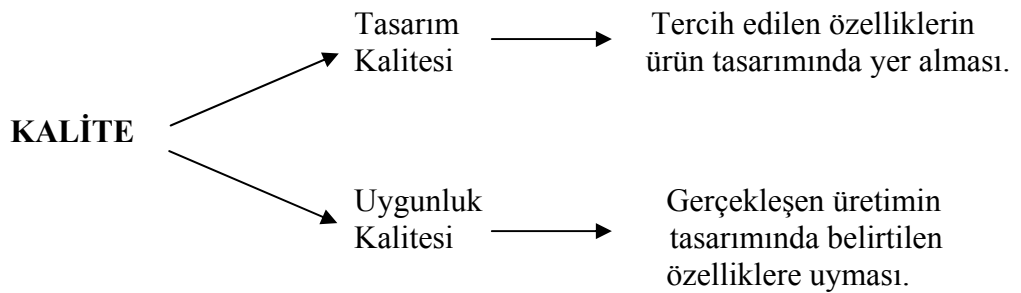 KALİTE
Tasarım
Kalitesi
Tercih edilen özelliklerin
ürün tasarımında yer alması.
Uygunluk
Kalitesi
Gerçekleşen üretimin
tasarımında belirtilen
özelliklere uyması.